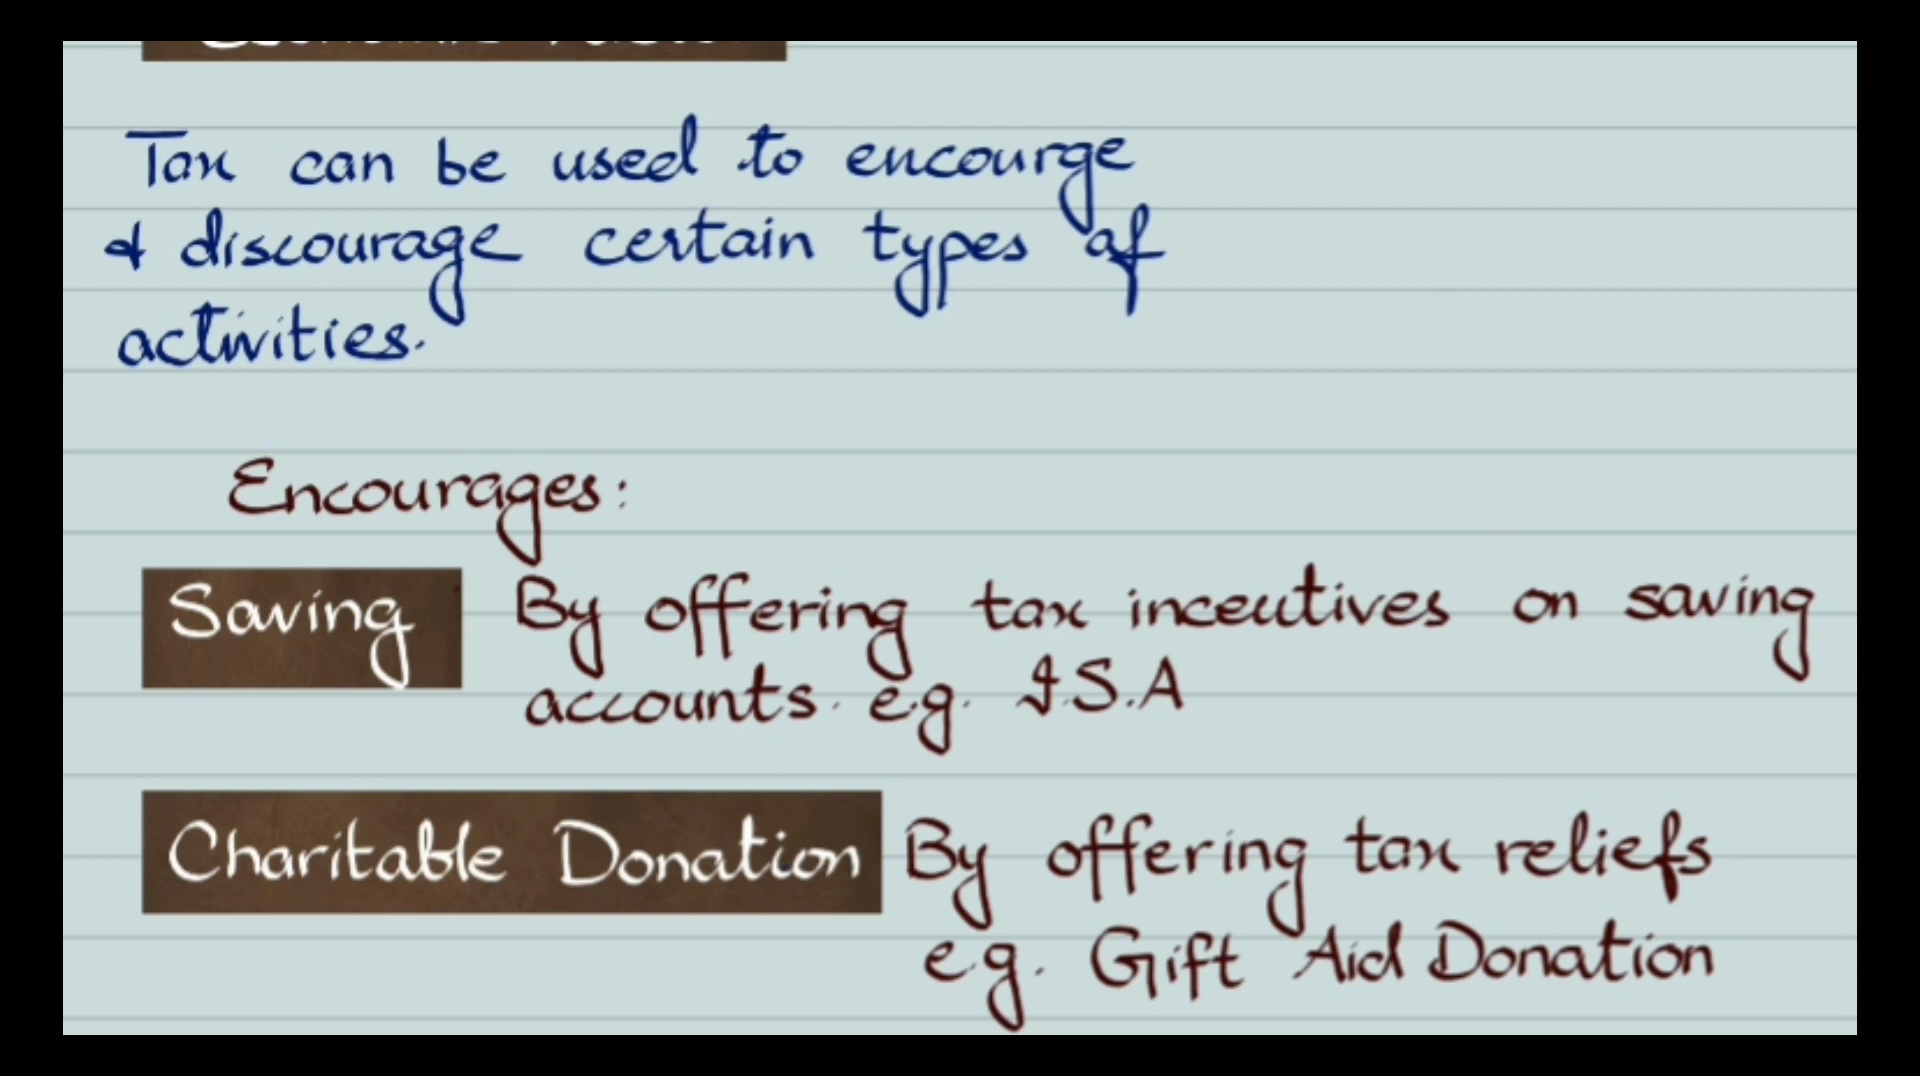 Tax can be used to encourge
& discourage certain types of
activities.
Encourages:
Saving By offering tax incentives on saving
accounts. e.g. I.S.A
Charitable Donation By offering tax reliefs
e.g. Gift Aid Donation